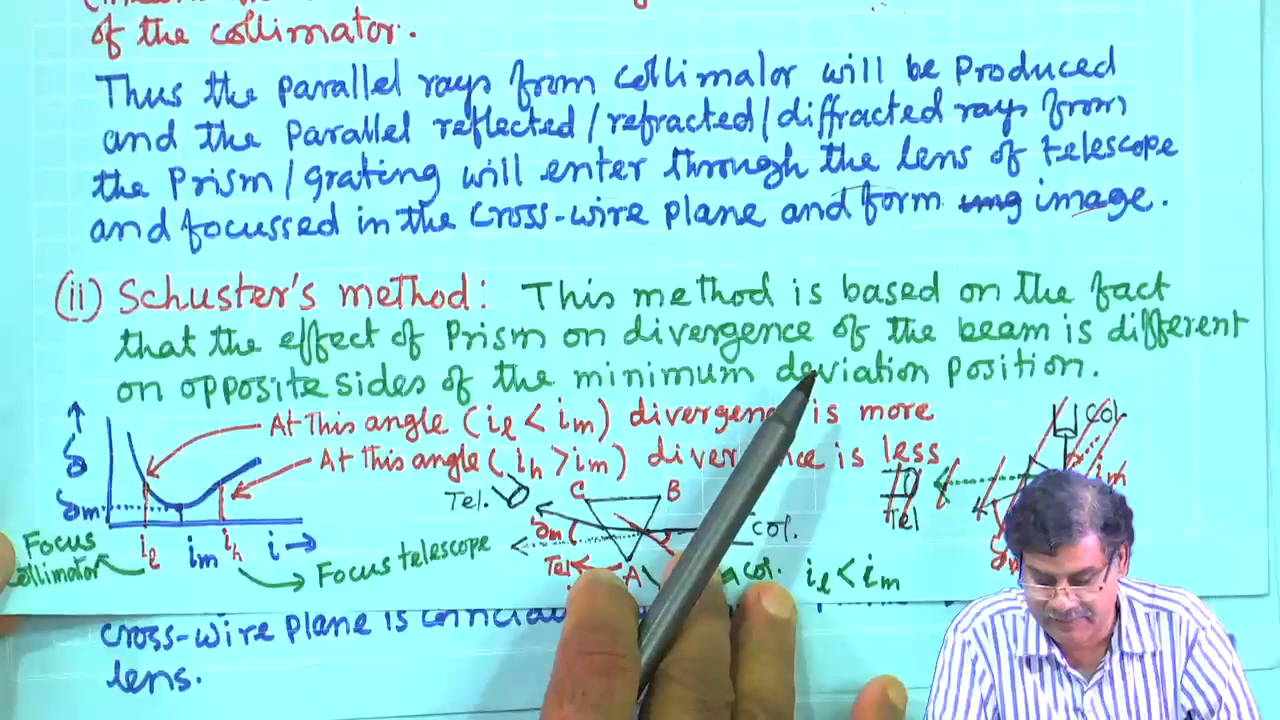 of the collimator.
Thus the parallel rays from collimator will be produced
and the parallel reflected/refracted/diffracted rays from
the Prism/grating will enter through the lens of telescope
and focussed in the cross-wire plane and form image.
(ii) Schuster's method: This method is based on the fact
that the effect of Prism on divergence of the beam is different
on opposite sides of the minimum deviation position.
At This angle (iℓ < im) divergence is more
At this angle (ih > im) divergence is less
δ
δm
iℓ im ih i →
Focus
collimator
Focus telescope
Tel.
C B
δm
Col.
Tel. A
Col. iℓ < im
Col
im
Tel
δm
cross-wire plane is
lens.